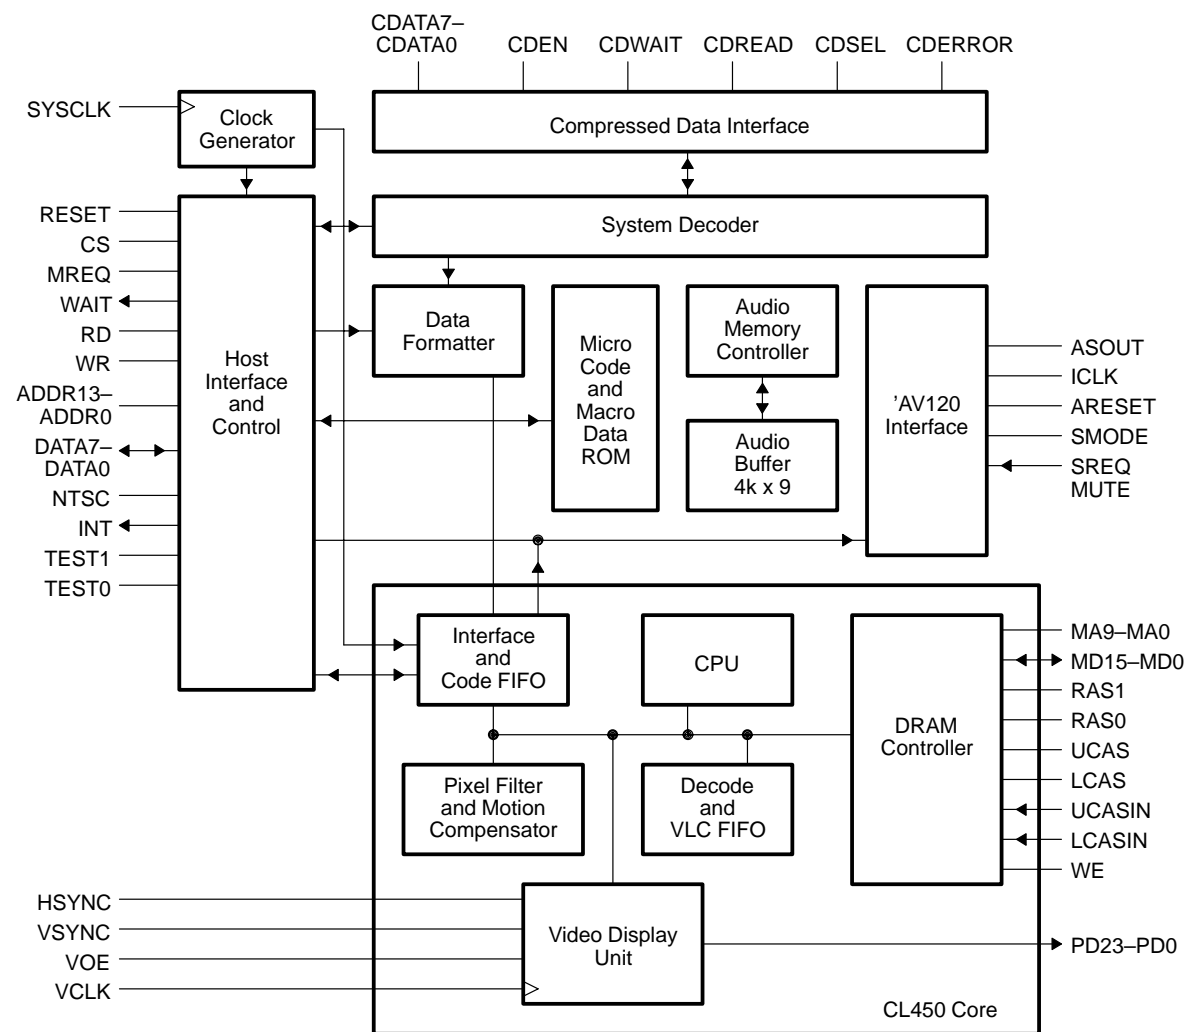 CDATA7–
CDATA0
CDEN
CDWAIT
CDREAD
CDSEL
CDERROR
SYSCLK
Clock
Generator
Compressed Data Interface
System Decoder
RESET
CS
MREQ
WAIT
RD
WR
ADDR13–
ADDR0
DATA7–
DATA0
NTSC
INT
TEST1
TEST0
Host
Interface
and
Control
Data
Formatter
Micro
Code
and
Macro
Data
ROM
Audio
Memory
Controller
Audio
Buffer
4k x 9
’AV120
Interface
ASOUT
ICLK
ARESET
SMODE
SREQ
MUTE
Interface
and
Code FIFO
CPU
DRAM
Controller
MA9–MA0
MD15–MD0
RAS1
RAS0
UCAS
LCAS
UCASIN
LCASIN
WE
Pixel Filter
and Motion
Compensator
Decode
and
VLC FIFO
HSYNC
VSYNC
VOE
VCLK
Video Display
Unit
PD23–PD0
CL450 Core